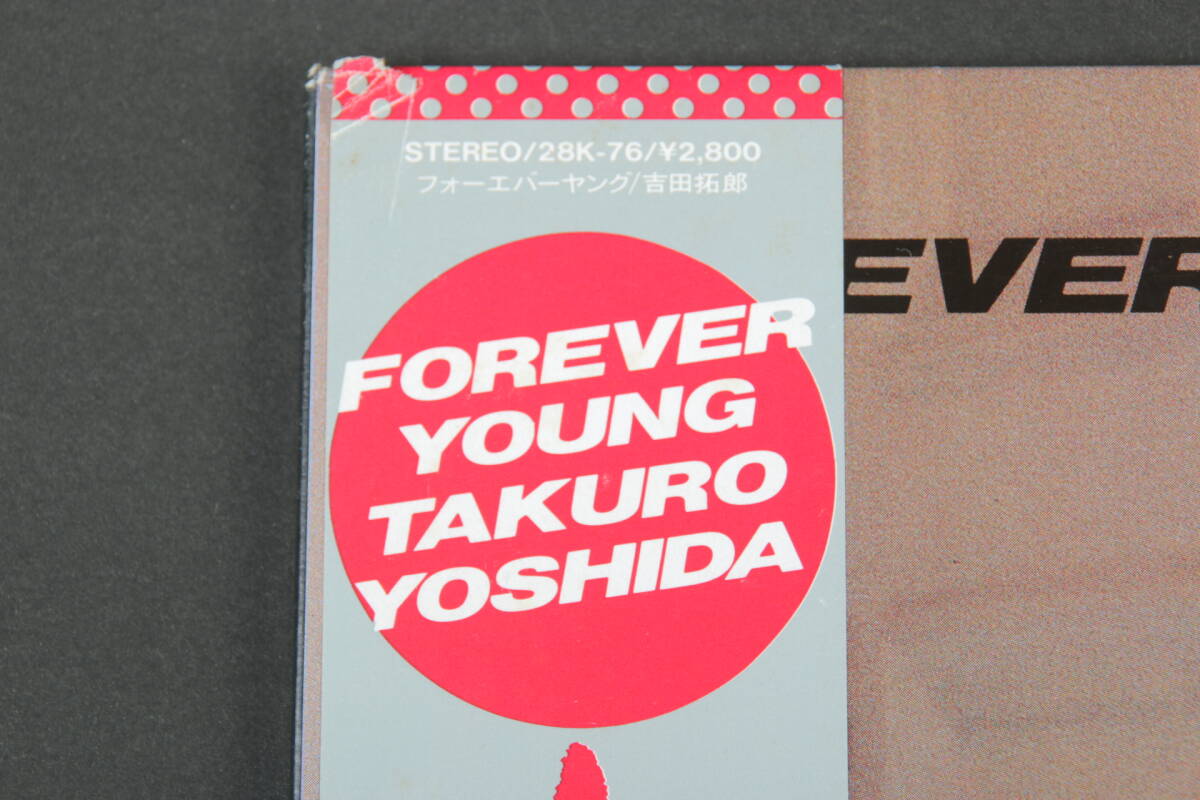 STEREO/28K-76/¥2,800
フォーエバーヤング/吉田拓郎
FOREVER
YOUNG
TAKURO
YOSHIDA
EVER